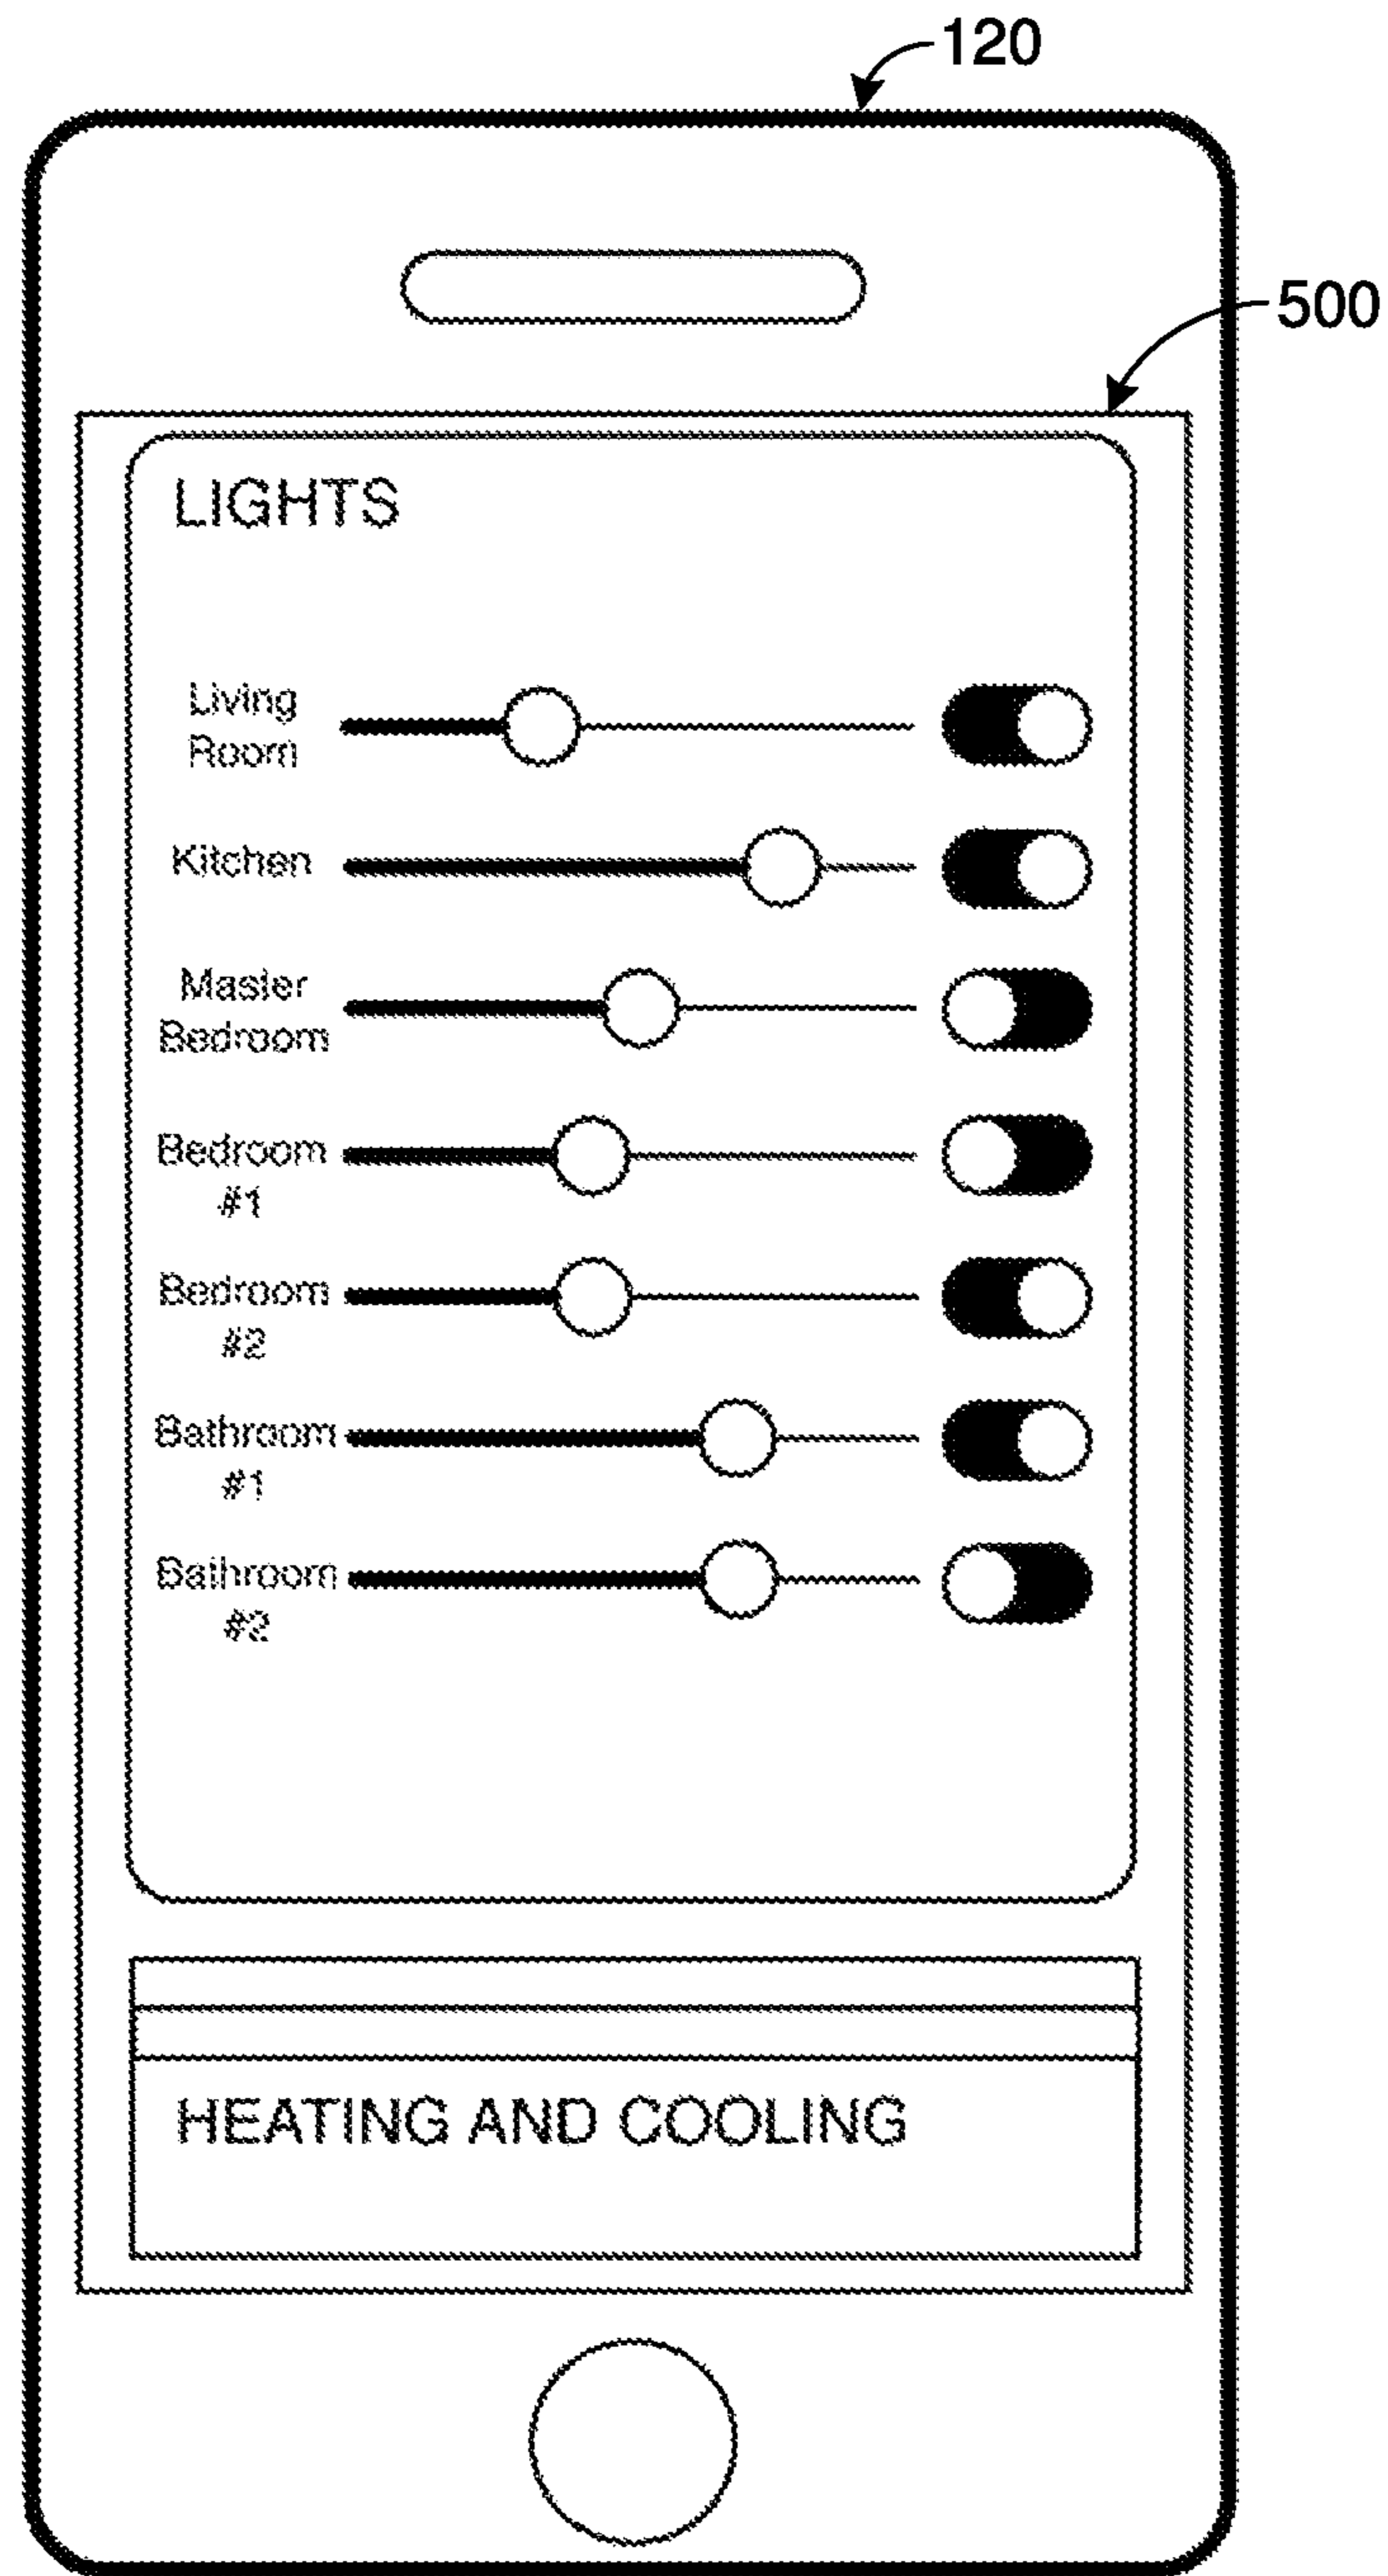 120
500
LIGHTS
Living
Room
Kitchen
Master
Bedroom
Bedroom
#1
Bedroom
#2
Bathroom
#1
Bathroom
#2
HEATING AND COOLING